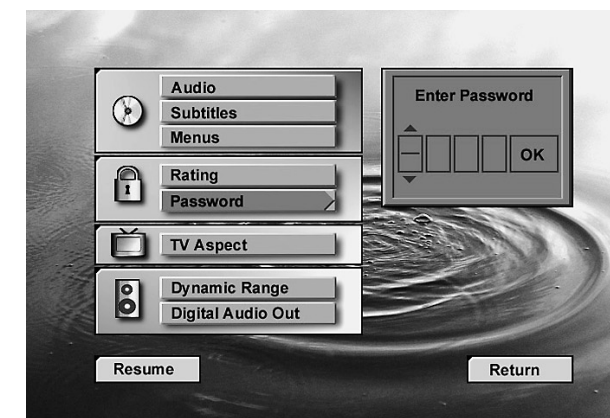 Audio
Subtitles
Menus
Rating
Password
TV Aspect
Dynamic Range
Digital Audio Out
Enter Password
OK
Resume
Return